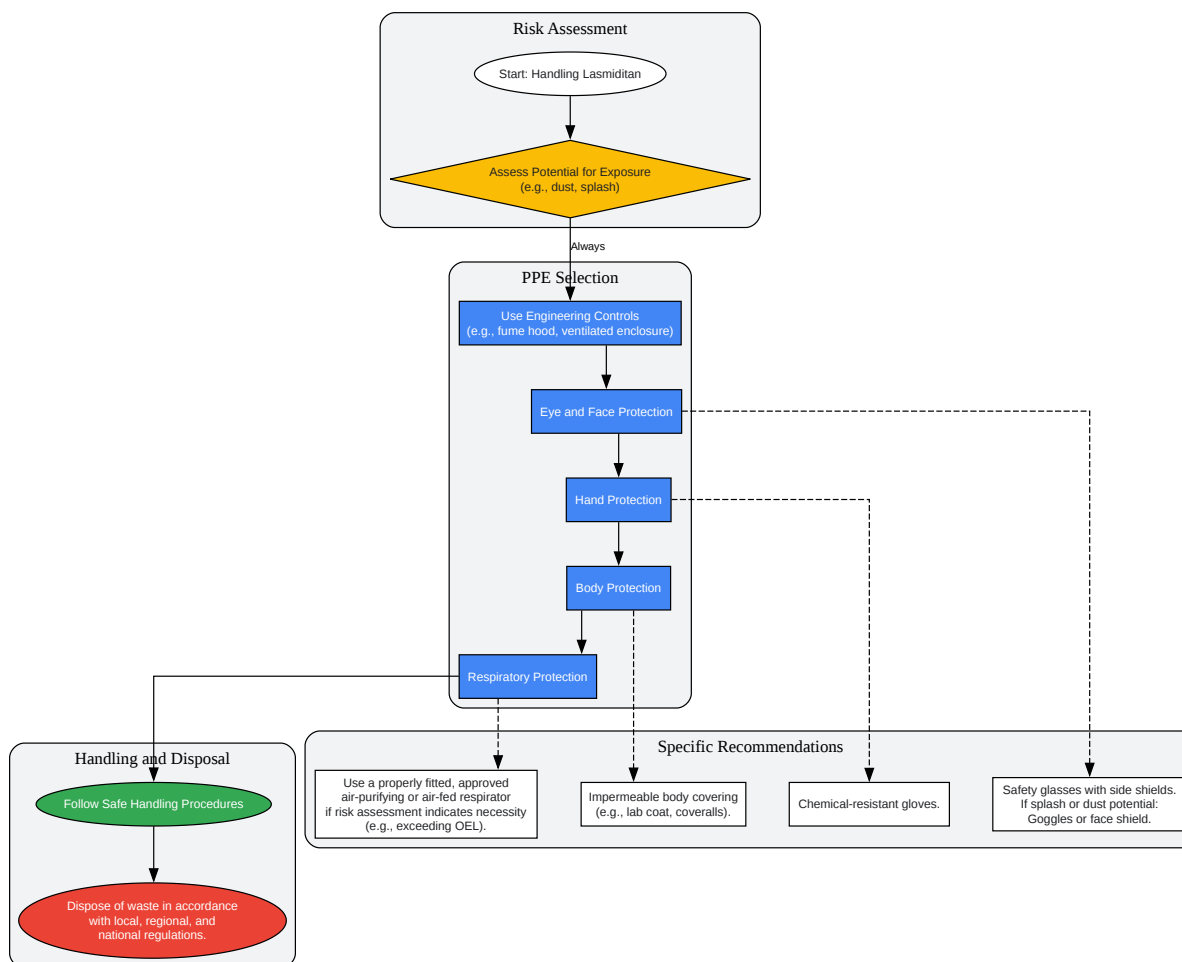 Risk Assessment
Start: Handling Lasmiditan
Assess Potential for Exposure
(e.g., dust, splash)
Always
PPE Selection
Use Engineering Controls
(e.g., fume hood, ventilated enclosure)
Eye and Face Protection
Hand Protection
Body Protection
Respiratory Protection
Handling and Disposal
Follow Safe Handling Procedures
Dispose of waste in accordance
with local, regional, and
national regulations.
Specific Recommendations
Use a properly fitted, approved
air-purifying or air-fed respirator
if risk assessment indicates necessity
(e.g., exceeding OEL).
Impermeable body covering
(e.g., lab coat, coveralls).
Chemical-resistant gloves.
Safety glasses with side shields.
If splash or dust potential:
Goggles or face shield.